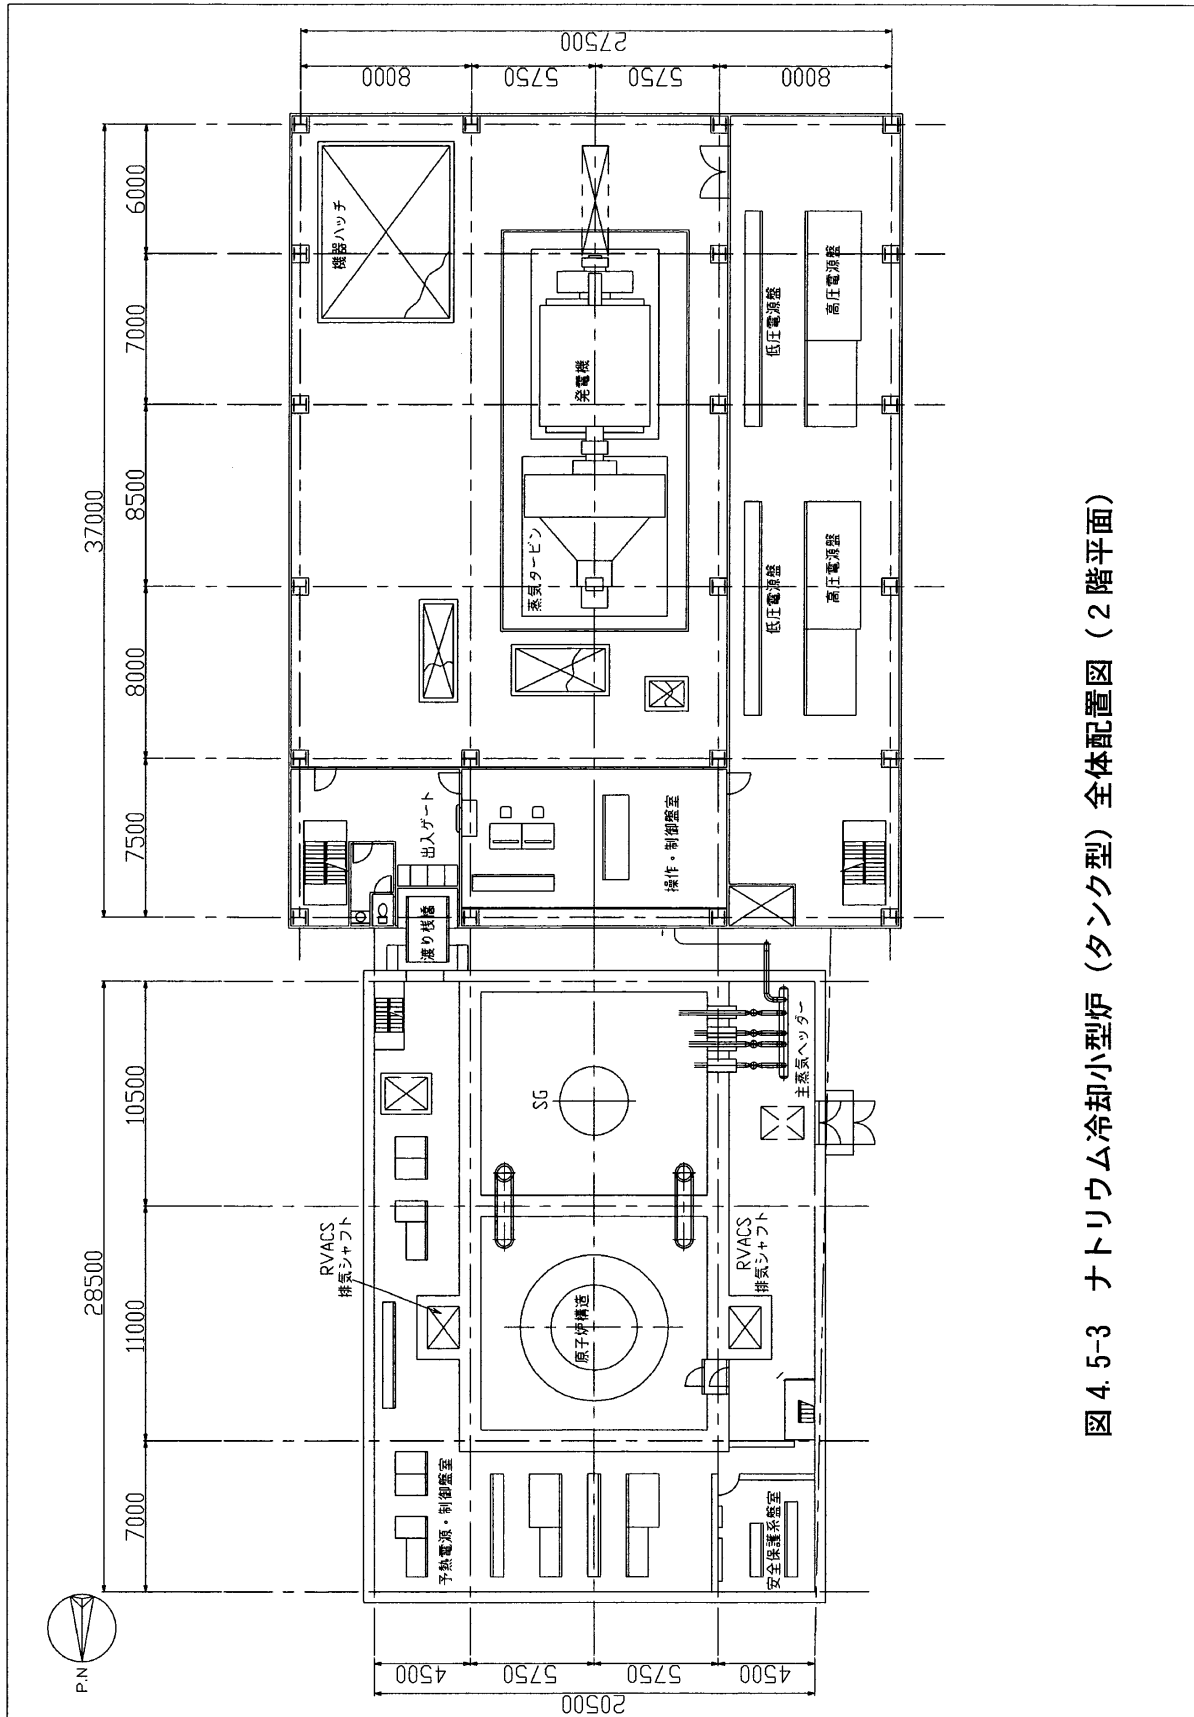 P.N
37000
6000
7000
8500
8000
7500
27500
8000
5750
5750
8000
機器ハッチ
発電機
蒸気タービン
低圧電源盤
高圧電源盤
低圧電源盤
高圧電源盤
出入ゲート
操作・制御盤室
渡り桟橋
28500
10500
11000
7000
SG
主蒸気ヘッダー
RVACS
排気シャフト
RVACS
排気シャフト
原子炉構造
予熱電源・制御盤室
安全保護系盤室
4500
5750
5750
4500
20500
図 4.5-3 ナトリウム冷却小型炉（タンク型）全体配置図（２階平面）